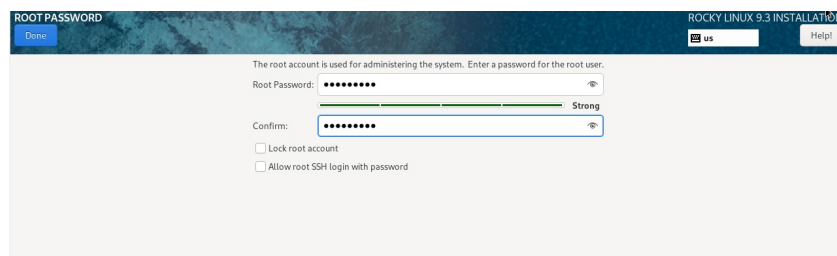 ROOT PASSWORD
ROCKY LINUX 9.3 INSTALLATION
Done
us
Help!
The root account is used for administering the system. Enter a password for the root user.
Root Password: ●●●●●●●●●
Strong
Confirm: ●●●●●●●●●
Lock root account
Allow root SSH login with password